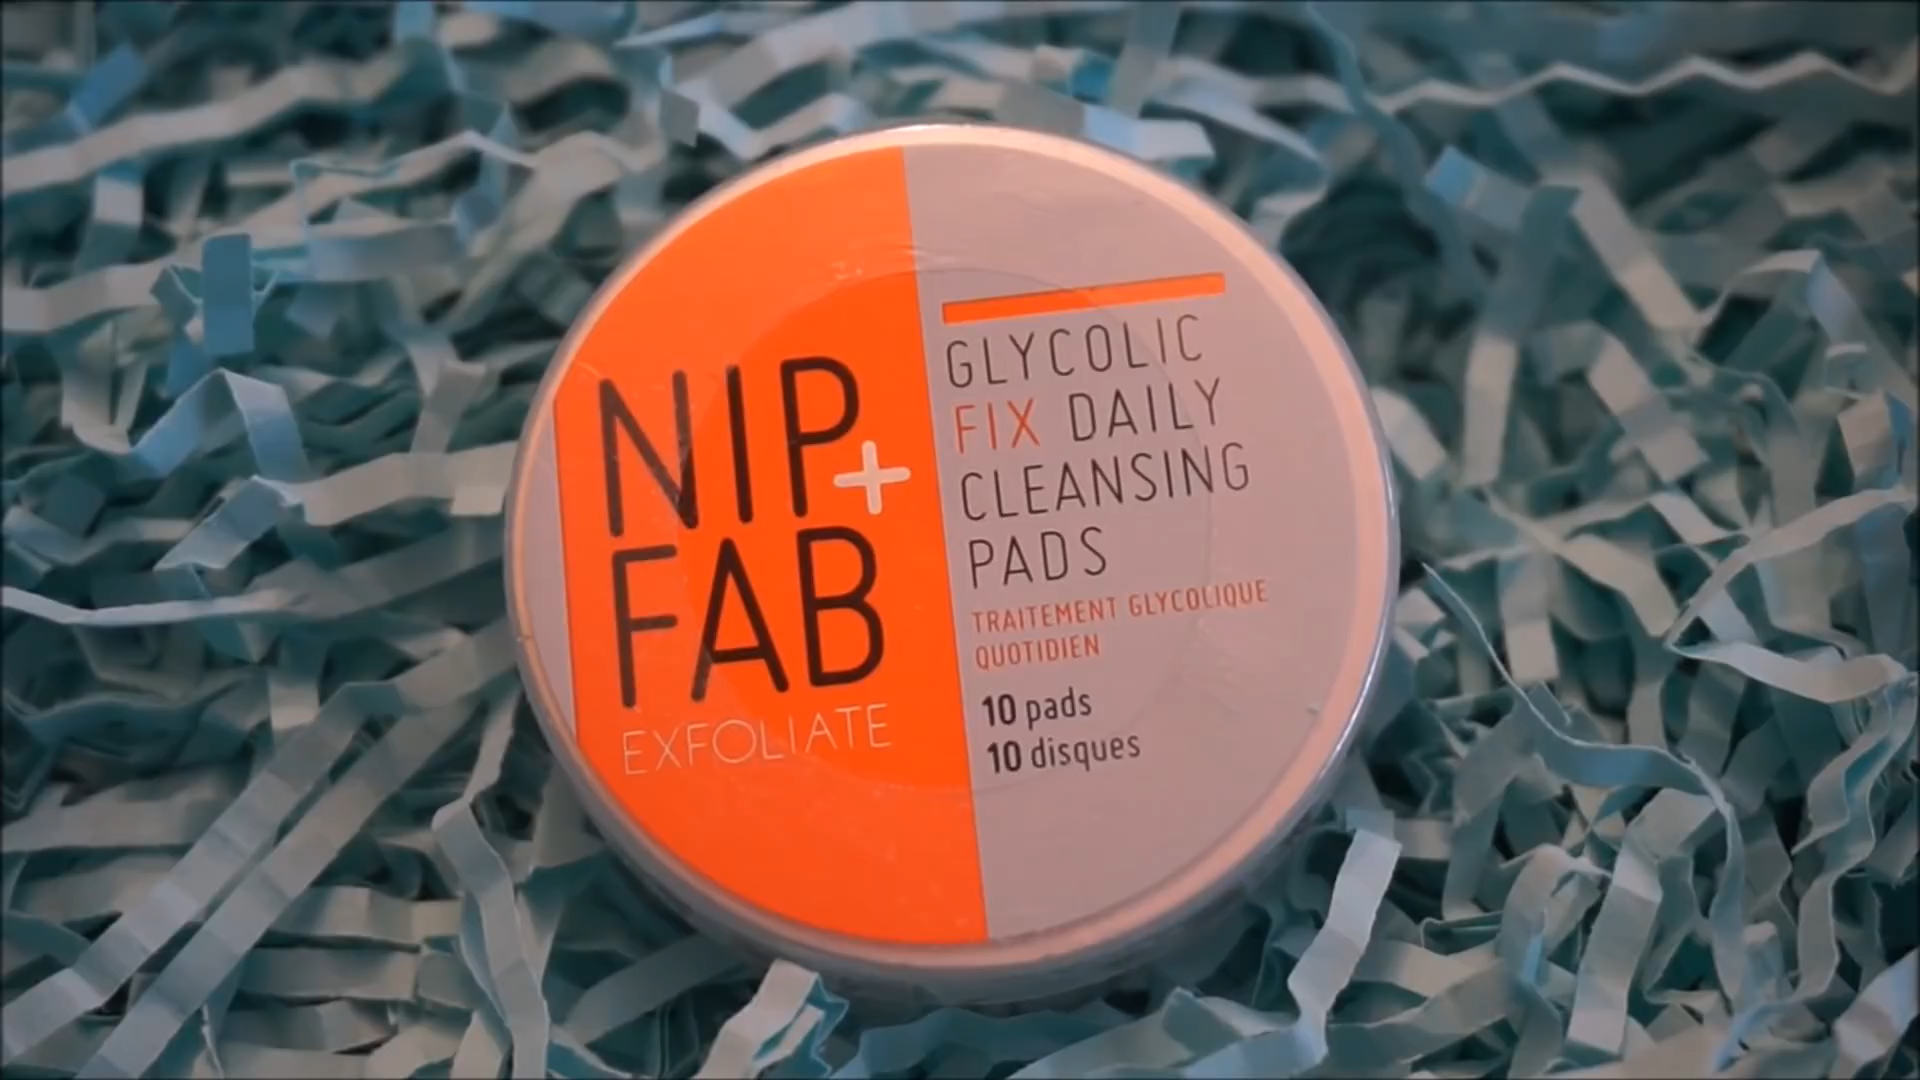 NIP+
FAB
EXFOLIATE
GLYCOLIC
FIX DAILY
CLEANSING
PADS
TRAITEMENT GLYCOLIQUE
QUOTIDIEN
10 pads
10 disques